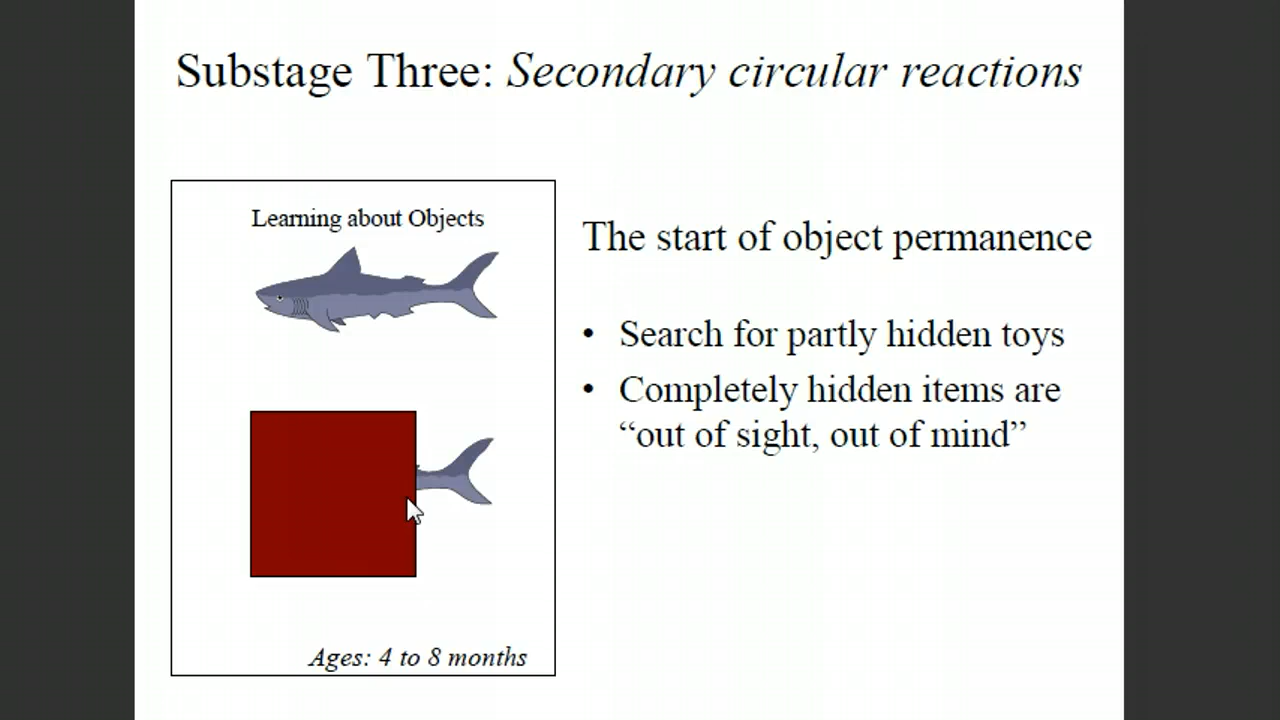 Substage Three: Secondary circular reactions
Learning about Objects
Ages: 4 to 8 months
The start of object permanence
• Search for partly hidden toys
• Completely hidden items are
“out of sight, out of mind”